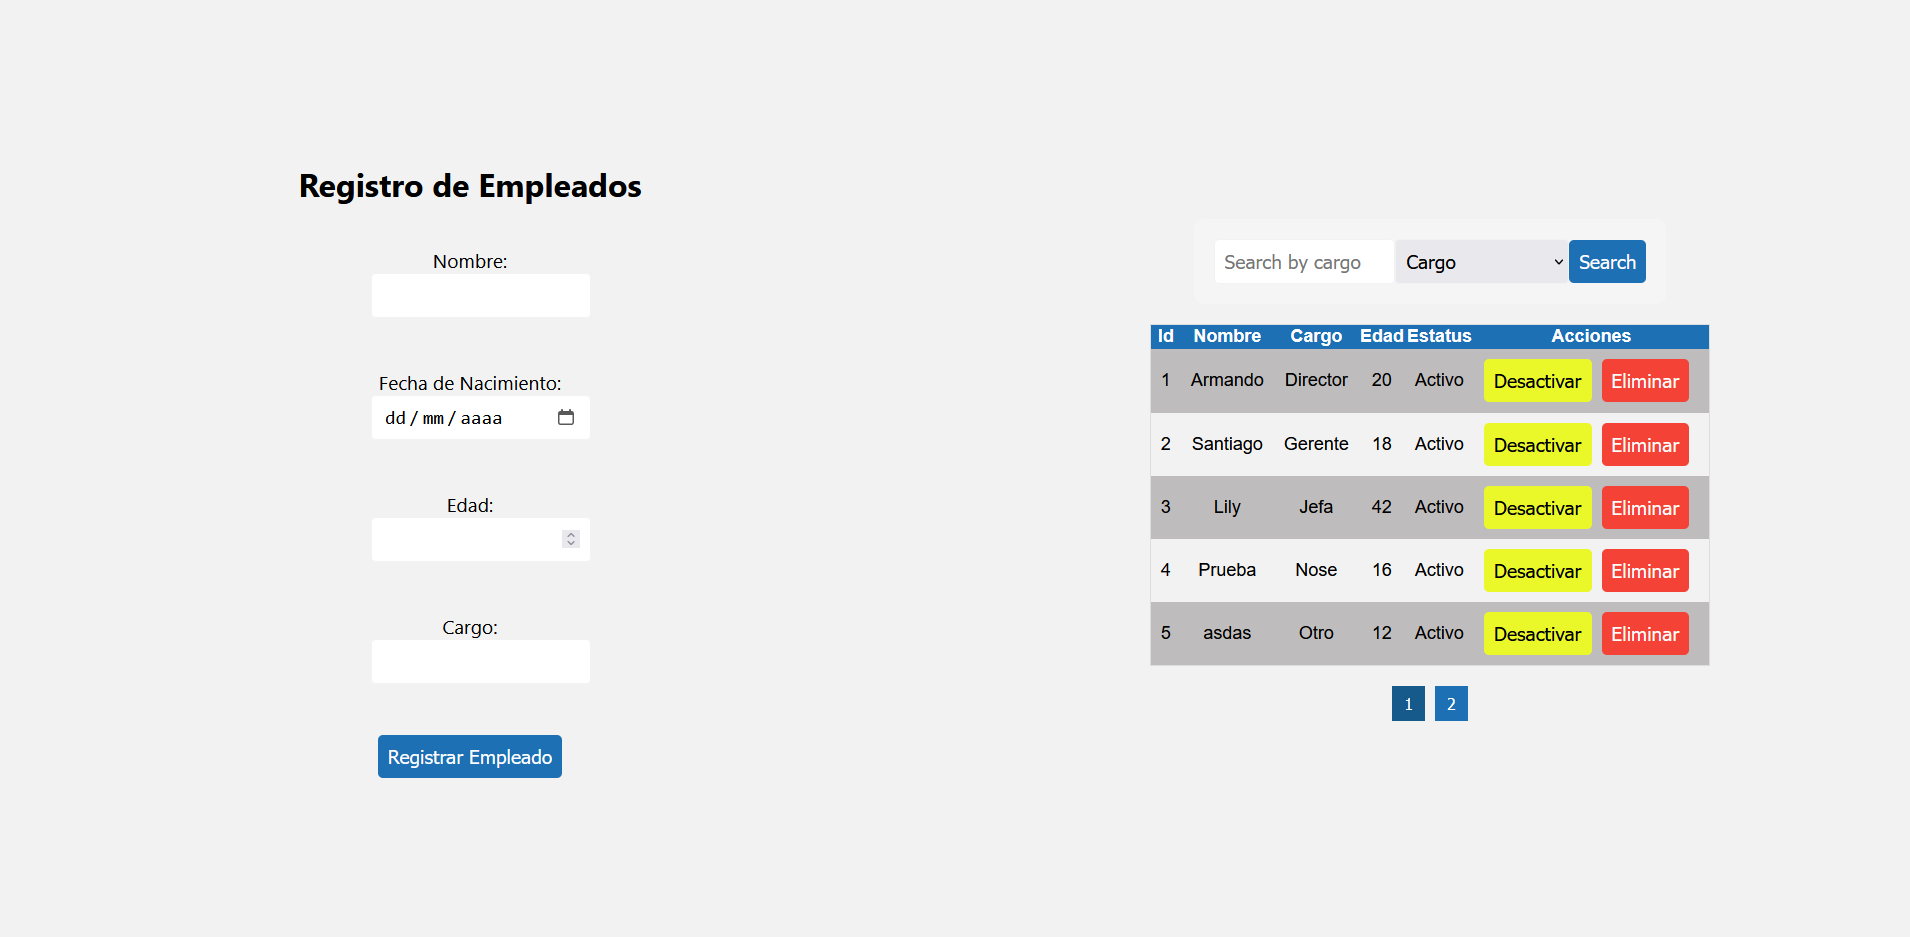 Registro de Empleados
Nombre:
Fecha de Nacimiento:
dd/mm/aaaa
Edad:
Cargo:
Registrar Empleado
Search by cargo Cargo Search
Id Nombre Cargo Edad Estatus Acciones
1 Armando Director 20 Activo Desactivar Eliminar
2 Santiago Gerente 18 Activo Desactivar Eliminar
3 Lily Jefa 42 Activo Desactivar Eliminar
4 Prueba Nose 16 Activo Desactivar Eliminar
5 asdas Otro 12 Activo Desactivar Eliminar
1 2